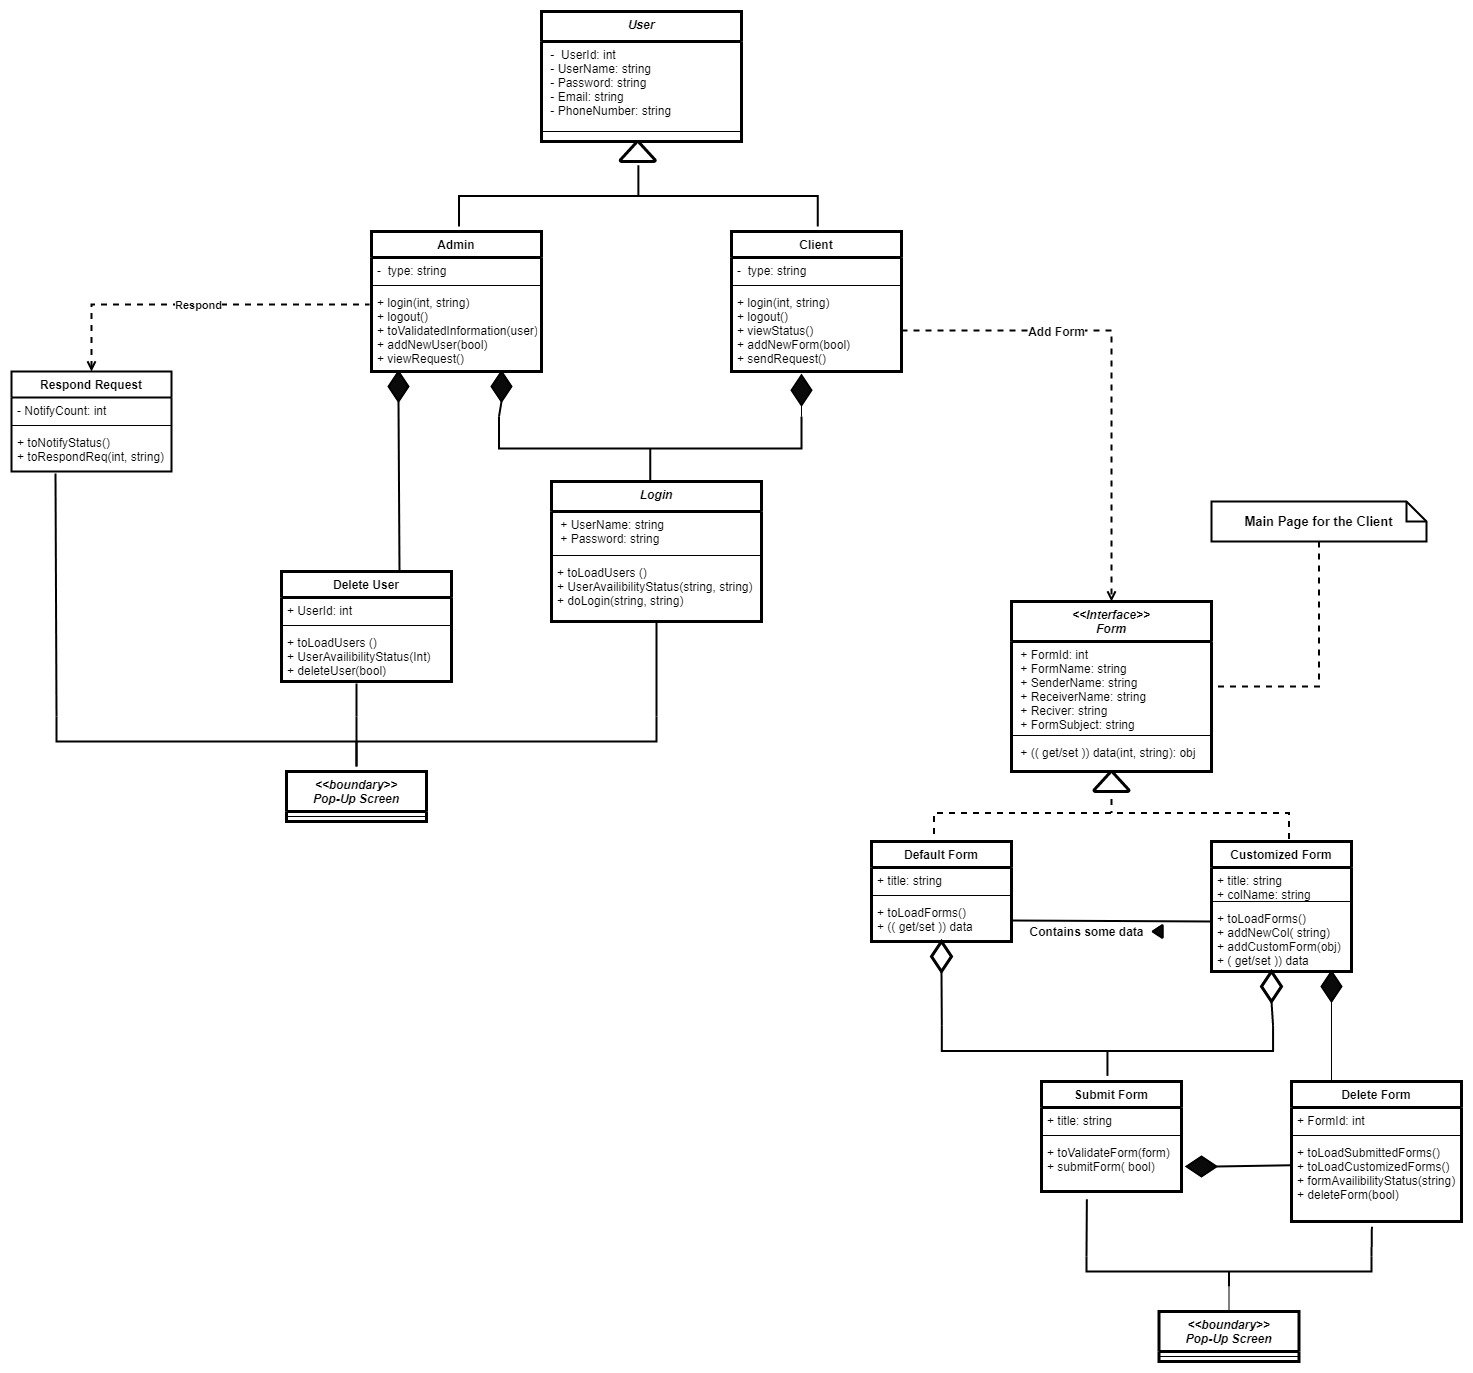 User
-  UserId: int
- UserName: string
- Password: string
- Email: string
- PhoneNumber: string
Admin
-  type: string
+ login(int, string)
+ logout()
+ toValidatedInformation(user)
+ addNewUser(bool)
+ viewRequest()
Client
-  type: string
+ login(int, string)
+ logout()
+ viewStatus()
+ addNewForm(bool)
+ sendRequest()
Respond
Add Form
Respond Request
- NotifyCount: int
+ toNotifyStatus()
+ toRespondReq(int, string)
Login
+ UserName: string
+ Password: string
+ toLoadUsers ()
+ UserAvailibilityStatus(string, string)
+ doLogin(string, string)
Main Page for the Client
Delete User
+ UserId: int
+ toLoadUsers ()
+ UserAvailibilityStatus(Int)
+ deleteUser(bool)
<<Interface>>
Form
+ FormId: int
+ FormName: string
+ SenderName: string
+ ReceiverName: string
+ Reciver: string
+ FormSubject: string
+ (( get/set )) data(int, string): obj
<<boundary>>
Pop-Up Screen
Default Form
+ title: string
+ toLoadForms()
+ (( get/set )) data
Contains some data
Customized Form
+ title: string
+ colName: string
+ toLoadForms()
+ addNewCol( string)
+ addCustomForm(obj)
+ ( get/set )) data
Submit Form
+ title: string
+ toValidateForm(form)
+ submitForm( bool)
Delete Form
+ FormId: int
+ toLoadSubmittedForms()
+ toLoadCustomizedForms()
+ formAvailibilityStatus(string)
+ deleteForm(bool)
<<boundary>>
Pop-Up Screen